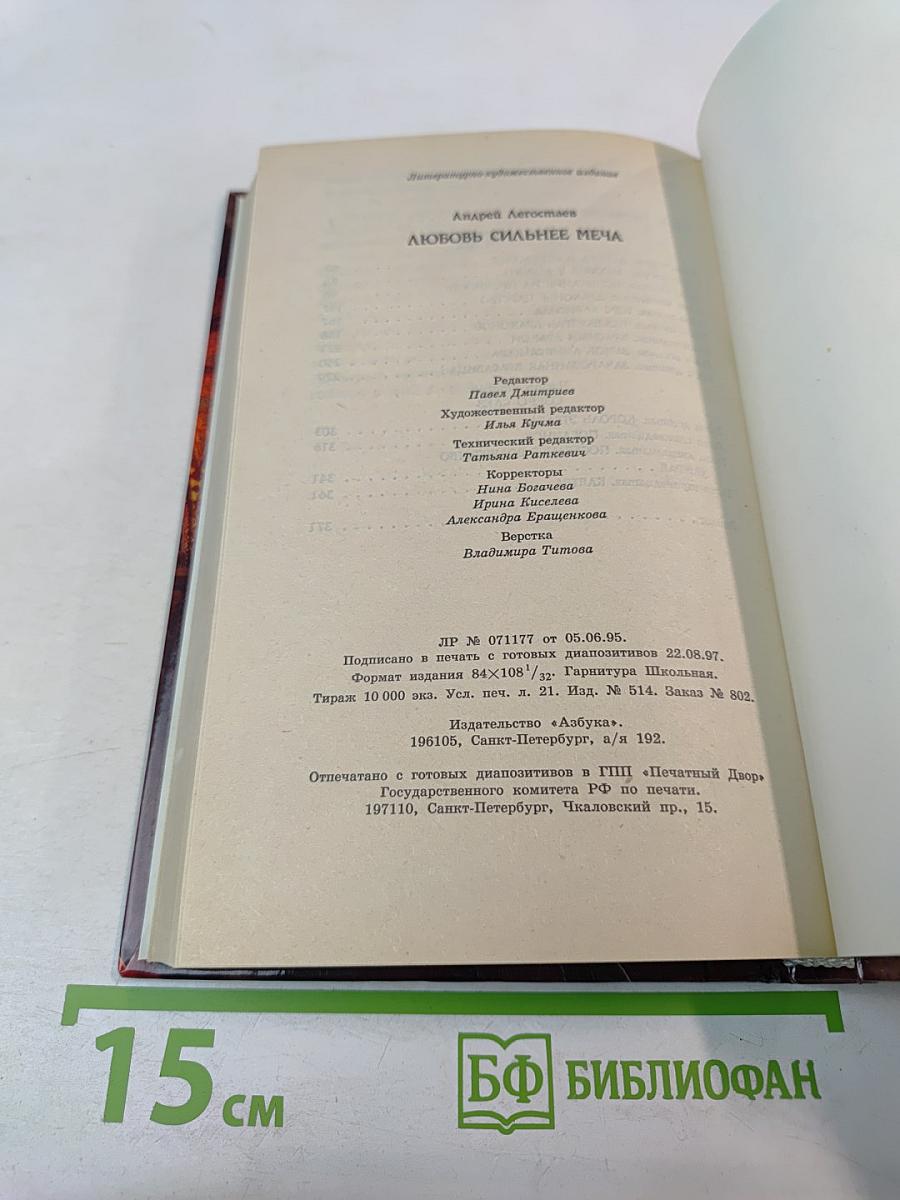 Литературно-художественное издание
Андрей Легостаев
ЛЮБОВЬ СИЛЬНЕЕ МЕЧА
Редактор
Павел Дмитриев
Художественный редактор
Илья Кучма
Технический редактор
Татьяна Раткевич
Корректоры
Нина Богачева
Ирина Киселева
Александра Еращенкова
Верстка
Владимира Титова
ЛР № 071177 от 05.06.95.
Подписано в печать с готовых диапозитивов 22.08.97.
Формат издания 84×108 1/32. Гарнитура Школьная.
Тираж 10 000 экз. Усл. печ. л. 21. Изд. № 514. Заказ № 802.
Издательство «Азбука».
196105, Санкт-Петербург, а/я 192.
Отпечатано с готовых диапозитивов в ГПП «Печатный Двор»
Государственного комитета РФ по печати.
197110, Санкт-Петербург, Чкаловский пр., 15.
15 см
БФ БИБЛИОФАН